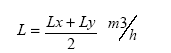 L = (Lx + Ly) / 2 m3/h